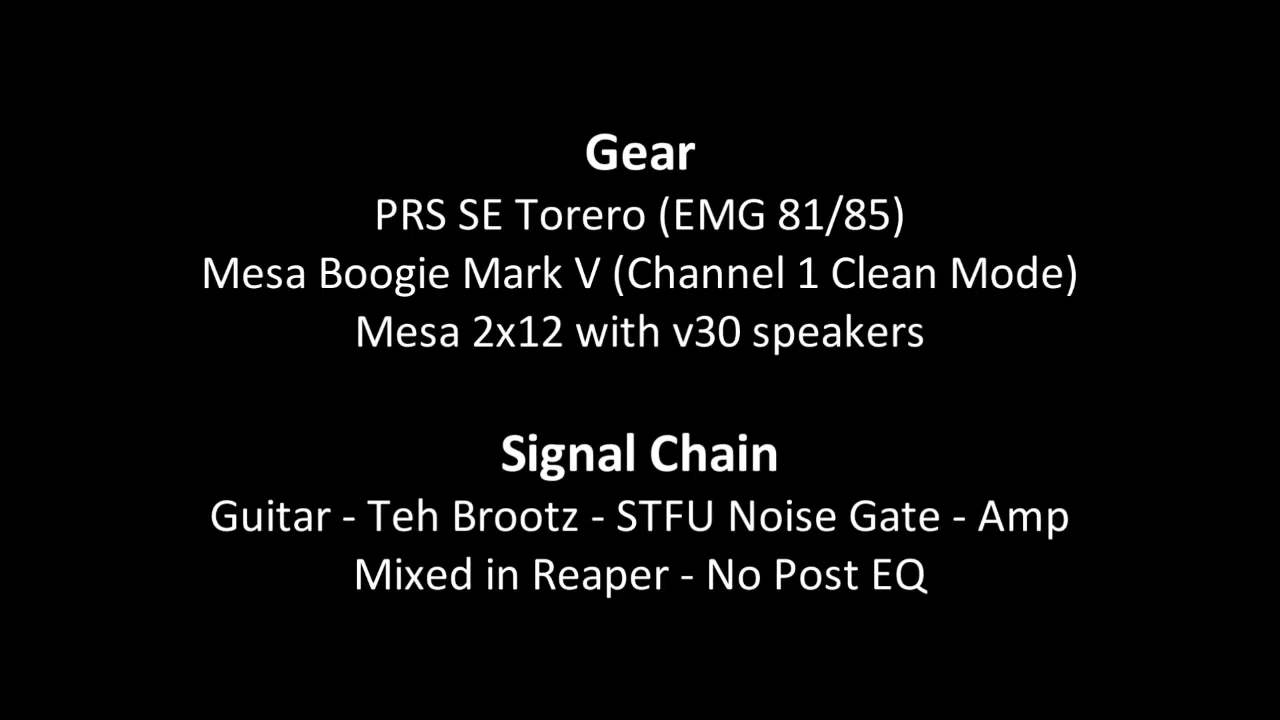 Gear
PRS SE Torero (EMG 81/85)
Mesa Boogie Mark V (Channel 1 Clean Mode)
Mesa 2x12 with v30 speakers
Signal Chain
Guitar - Teh Brootz - STFU Noise Gate - Amp
Mixed in Reaper - No Post EQ